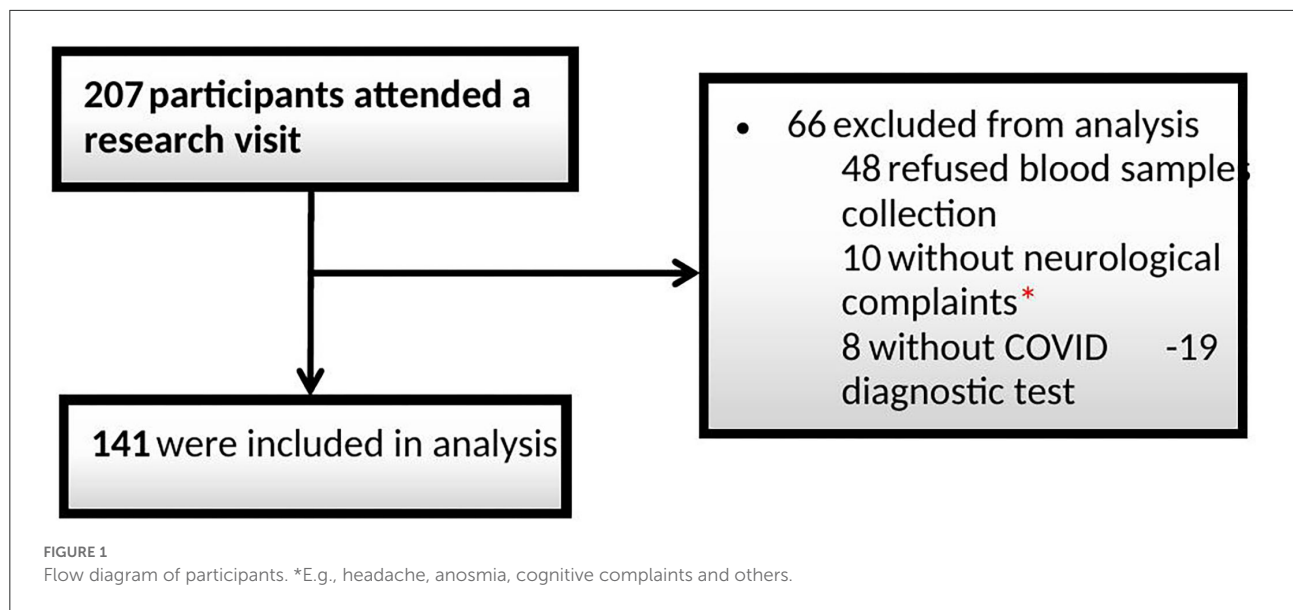 207 participants attended a
research visit
• 66 excluded from analysis
48 refused blood samples
collection
10 without neurological
complaints*
8 without COVID -19
diagnostic test
141 were included in analysis
FIGURE 1
Flow diagram of participants. *E.g., headache, anosmia, cognitive complaints and others.